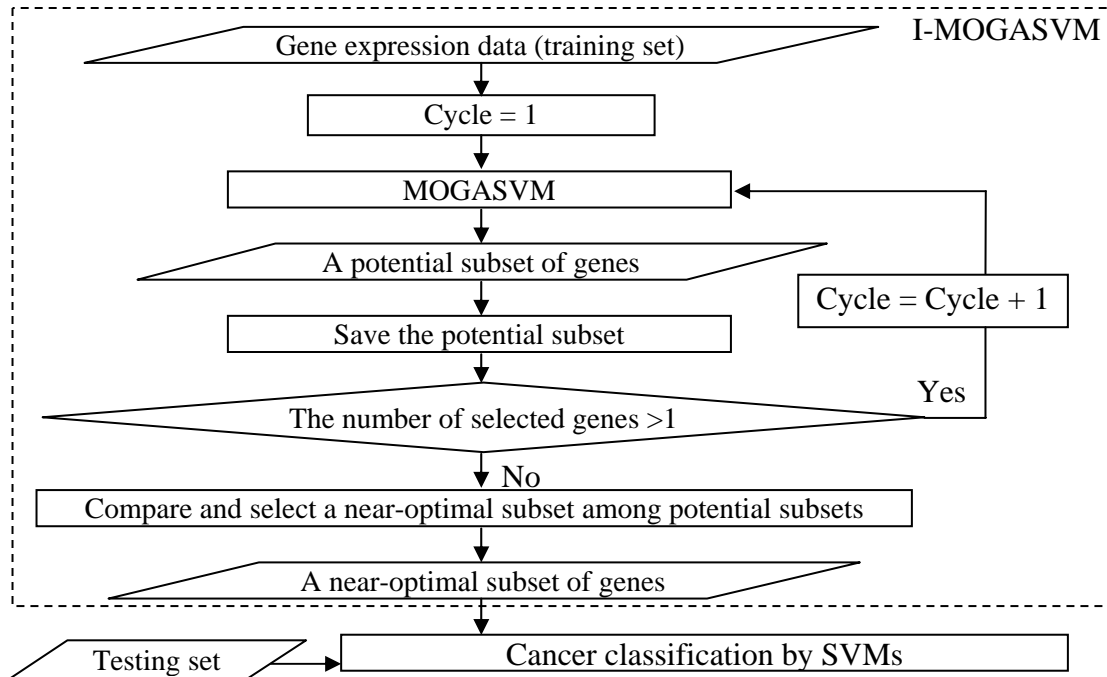 I-MOGASVM
Gene expression data (training set)
Cycle = 1
MOGASVM
A potential subset of genes
Cycle = Cycle + 1
Save the potential subset
Yes
The number of selected genes >1
No
Compare and select a near-optimal subset among potential subsets
A near-optimal subset of genes
Testing set
Cancer classification by SVMs